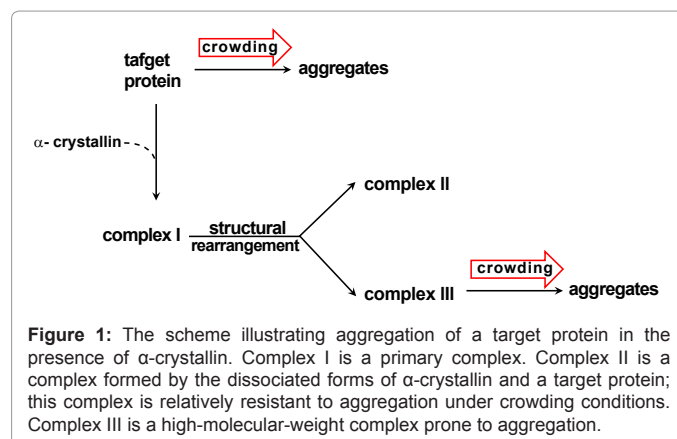 crowding
tafget
protein
aggregates
α- crystallin
complex II
complex I
structural
rearrangement
crowding
complex III
aggregates
Figure 1: The scheme illustrating aggregation of a target protein in the
presence of α-crystallin. Complex I is a primary complex. Complex II is a
complex formed by the dissociated forms of α-crystallin and a target protein;
this complex is relatively resistant to aggregation under crowding conditions.
Complex III is a high-molecular-weight complex prone to aggregation.